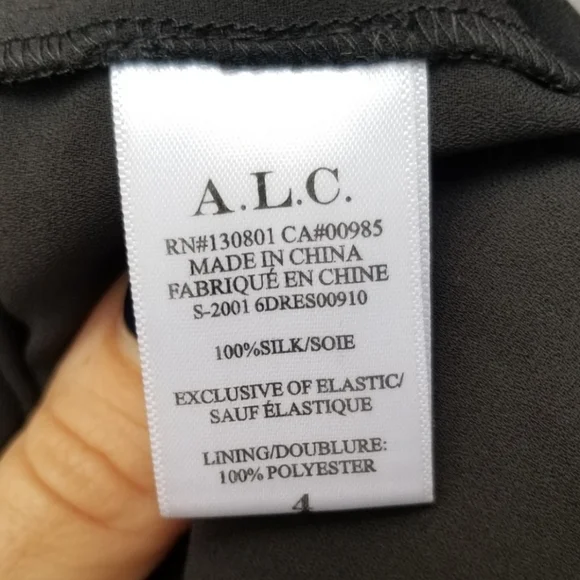 A.L.C.
RN#130801 CA#00985
MADE IN CHINA
FABRIQUÉ EN CHINE
S-2001 6DRES00910
100%SILK/SOIE
EXCLUSIVE OF ELASTIC/
SAUF ÉLASTIQUE
LINING/DOUBLURE:
100% POLYESTER
4